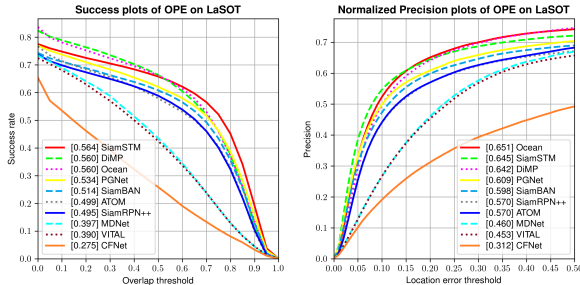 Success plots of OPE on LaSOT
Success rate
0.8
0.7
0.6
0.5
0.4
0.3
0.2
0.1
0.0
[0.564] SiamSTM
[0.560] DiMP
[0.560] Ocean
[0.534] PGNet
[0.514] SiamBAN
[0.499] ATOM
[0.495] SiamRPN++
[0.397] MDNet
[0.390] VITAL
[0.275] CFNet
0.0 0.1 0.2 0.3 0.4 0.5 0.6 0.7 0.8 0.9 1.0
Overlap threshold
Normalized Precision plots of OPE on LaSOT
Precision
0.7
0.6
0.5
0.4
0.3
0.2
0.1
0.0
[0.651] Ocean
[0.645] SiamSTM
[0.642] DiMP
[0.609] PGNet
[0.598] SiamBAN
[0.570] SiamRPN++
[0.570] ATOM
[0.460] MDNet
[0.453] VITAL
[0.312] CFNet
0.00 0.05 0.10 0.15 0.20 0.25 0.30 0.35 0.40 0.45 0.50
Location error threshold